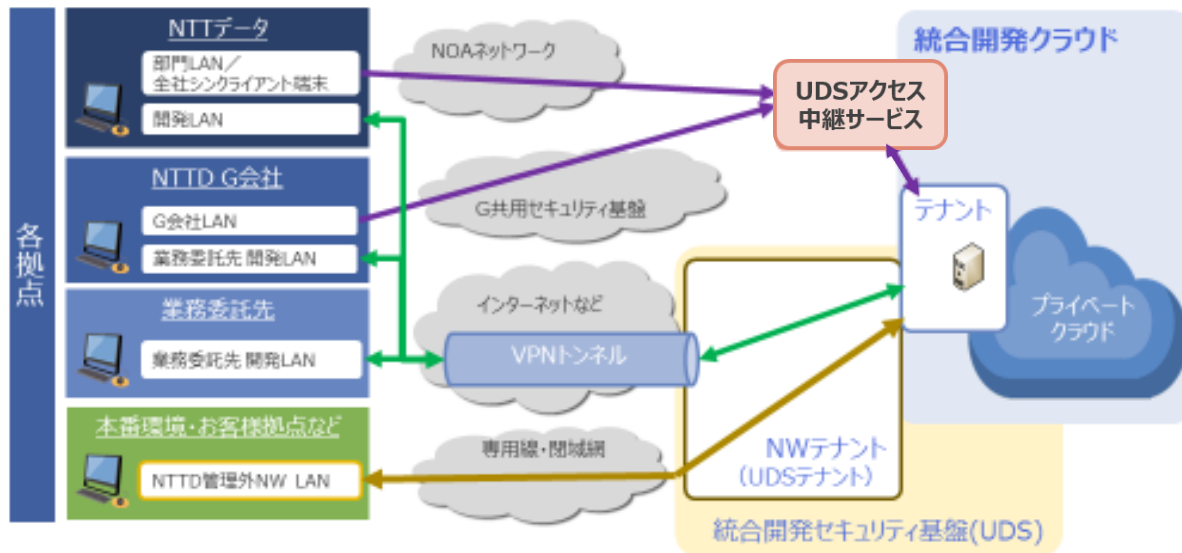 各拠点
NTTデータ
部門LAN／
全社シンクライアント端末
開発LAN
NTTD G会社
G会社LAN
業務委託先 開発LAN
業務委託先
業務委託先 開発LAN
本番環境・お客様拠点など
NTTD管理外NW LAN
NOAネットワーク
G共用セキュリティ基盤
インターネットなど
VPNトンネル
専用線・閉域網
統合開発クラウド
UDSアクセス
中継サービス
テナント
プライベート
クラウド
NWテナント
(UDSテナント)
統合開発セキュリティ基盤(UDS)